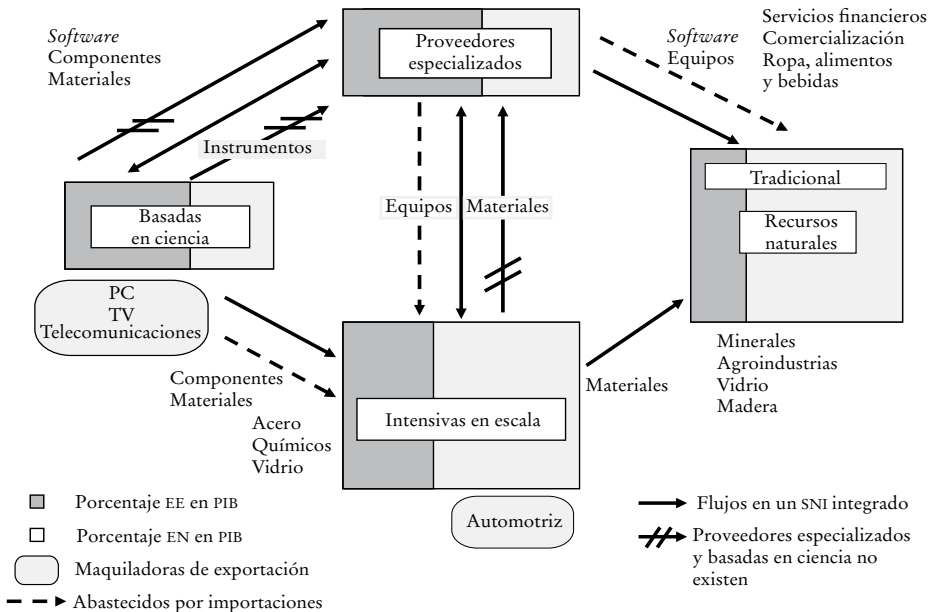 Software
Componentes
Materiales
Proveedores
especializados
Software
Equipos
Servicios financieros
Comercialización
Ropa, alimentos
y bebidas
Instrumentos
Basadas
en ciencia
Equipos
Materiales
Tradicional
Recursos
naturales
PC
TV
Telecomunicaciones
Componentes
Materiales
Acero
Químicos
Vidrio
Intensivas en escala
Materiales
Minerales
Agroindustrias
Vidrio
Madera
Automotriz
Porcentaje EE en PIB
Porcentaje EN en PIB
Maquiladoras de exportación
Abastecidos por importaciones
Flujos en un SNI integrado
Proveedores especializados
y basadas en ciencia no
existen